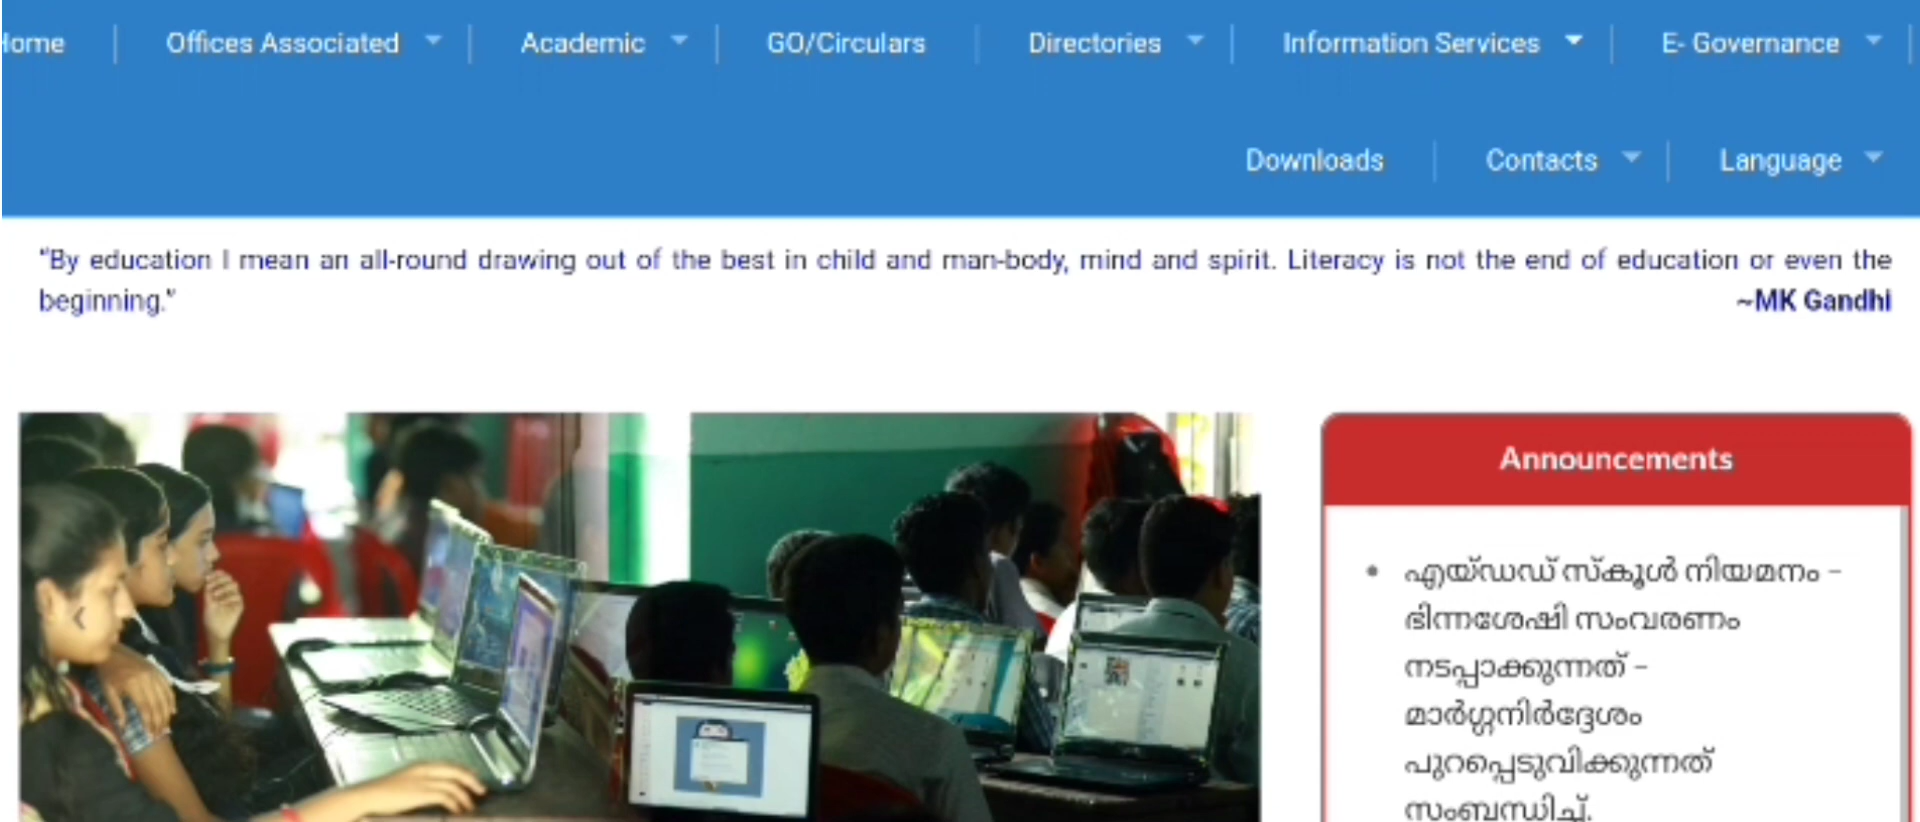 Home | Offices Associated | Academic | GO/Circulars | Directories | Information Services | E- Governance |
Downloads | Contacts | Language
“By education I mean an all-round drawing out of the best in child and man-body, mind and spirit. Literacy is not the end of education or even the
beginning.” ~MK Gandhi
Announcements
എയ്ഡഡ് സ്കൂൾ നിയമനം –
ഭിന്നശേഷി സംവരണം
നടപ്പാക്കുന്നത് –
മാർഗ്ഗനിർദ്ദേശം
പുറപ്പെടുവിക്കുന്നത്
സംബന്ധിച്ച്.